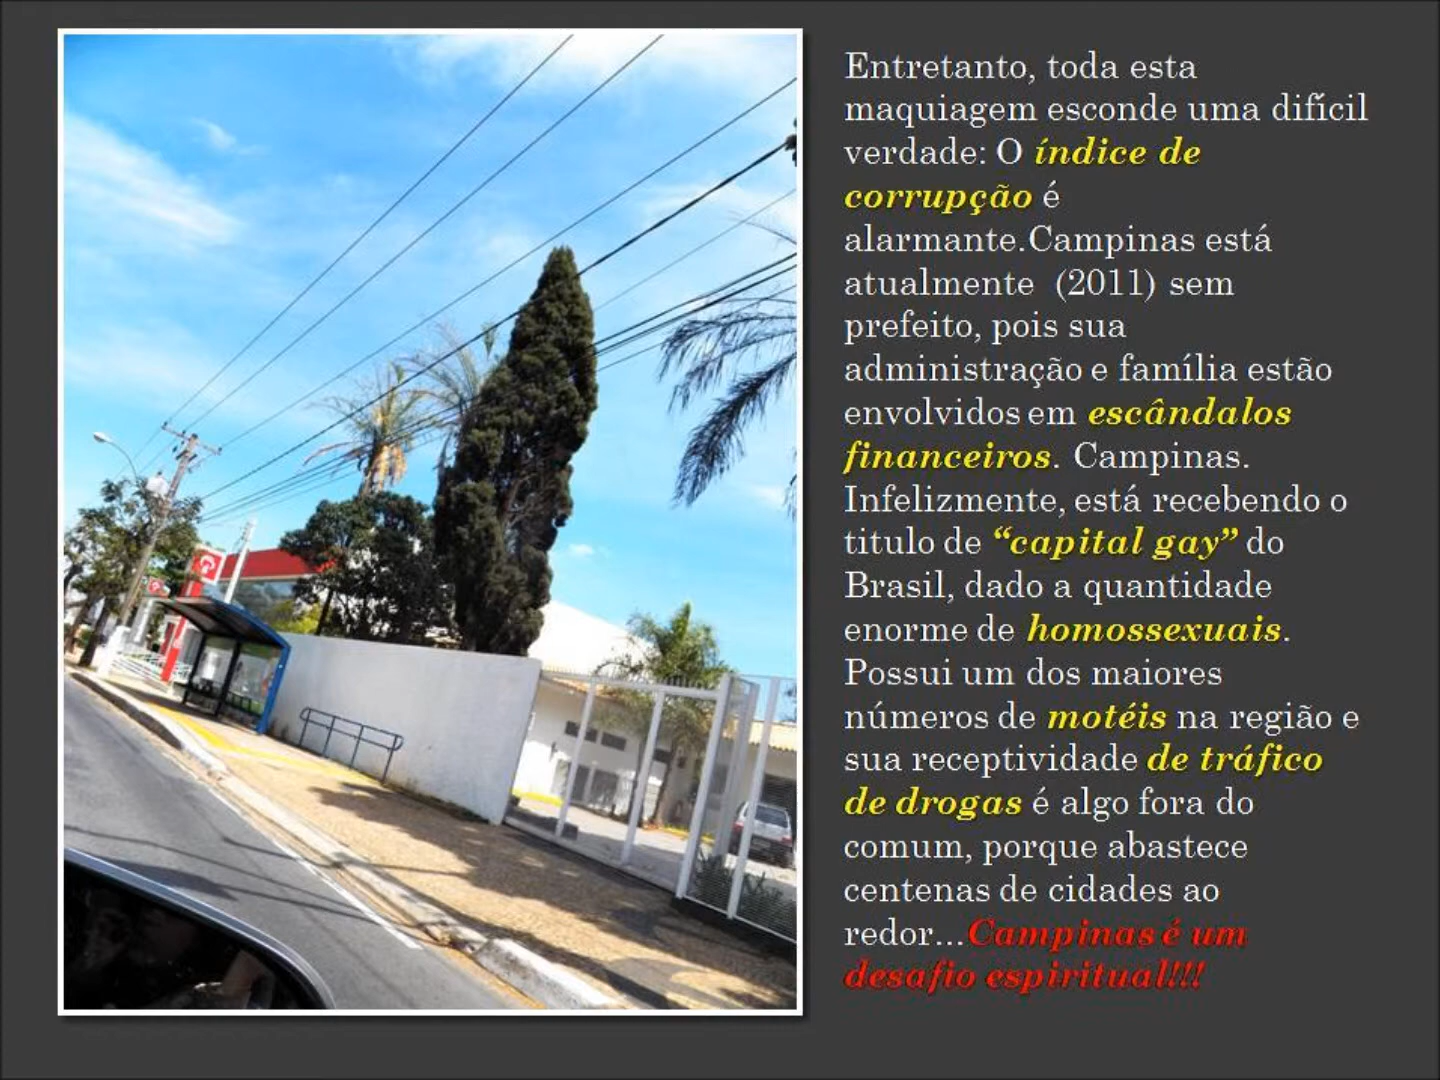 Entretanto, toda esta
maquiagem esconde uma difícil
verdade: O índice de
corrupção é
alarmante.Campinas está
atualmente (2011) sem
prefeito, pois sua
administração e família estão
envolvidos em escândalos
financeiros. Campinas.
Infelizmente, está recebendo o
titulo de “capital gay” do
Brasil, dado a quantidade
enorme de homossexuais.
Possui um dos maiores
números de motéis na região e
sua receptividade de tráfico
de drogas é algo fora do
comum, porque abastece
centenas de cidades ao
redor...Campinas é um
desafio espiritual!!!